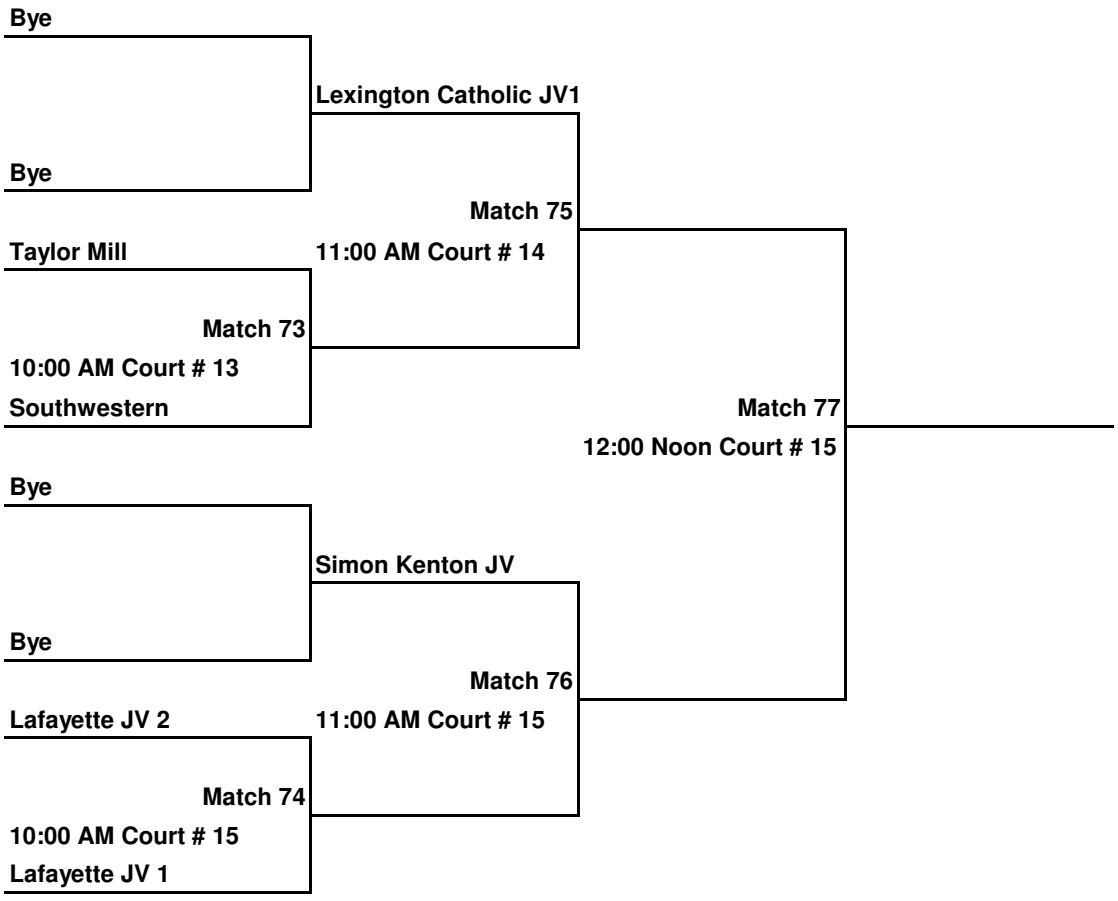 Bye
Lexington Catholic JV1
Bye
Match 75
Taylor Mill
11:00 AM Court # 14
Match 73
10:00 AM Court # 13
Southwestern
Match 77
12:00 Noon Court # 15
Bye
Simon Kenton JV
Bye
Match 76
Lafayette JV 2
11:00 AM Court # 15
Match 74
10:00 AM Court # 15
Lafayette JV 1